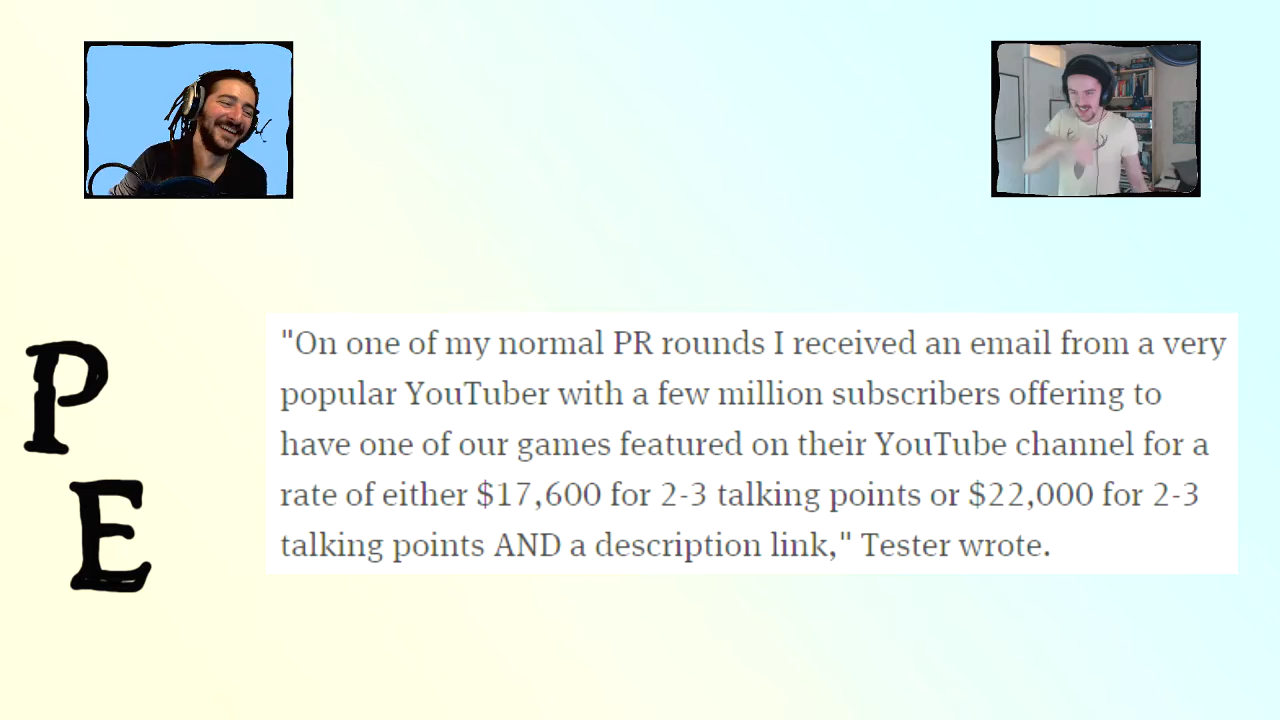 "On one of my normal PR rounds I received an email from a very
popular YouTuber with a few million subscribers offering to
have one of our games featured on their YouTube channel for a
rate of either $17,600 for 2-3 talking points or $22,000 for 2-3
talking points AND a description link," Tester wrote.
P
E